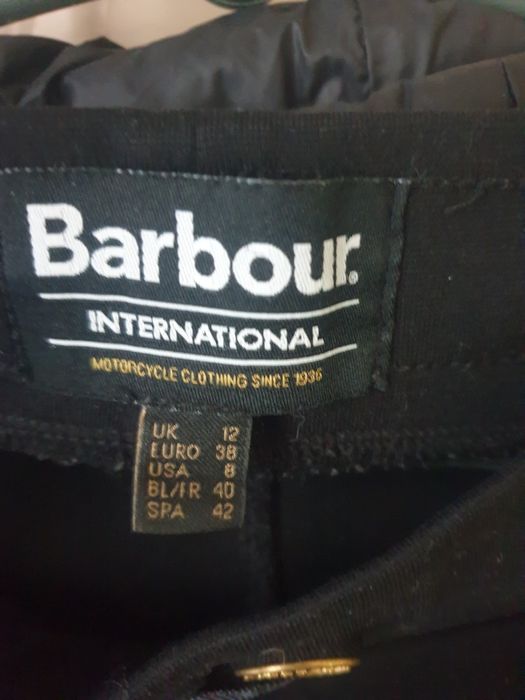 Barbour.
INTERNATIONAL
MOTORCYCLE CLOTHING SINCE 1936
UK 12
EURO 38
USA 8
BL/FR 40
SPA 42